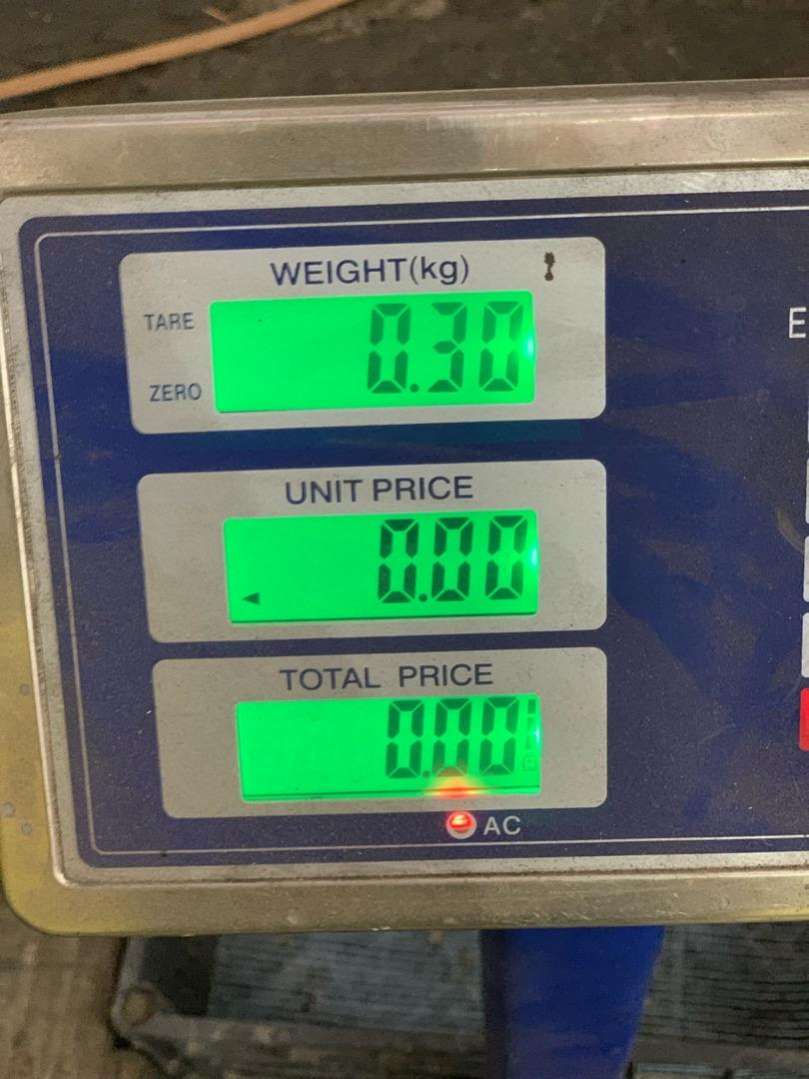 WEIGHT(kg)
TARE
0.30
ZERO
UNIT PRICE
0.00
TOTAL PRICE
0.00
AC
E